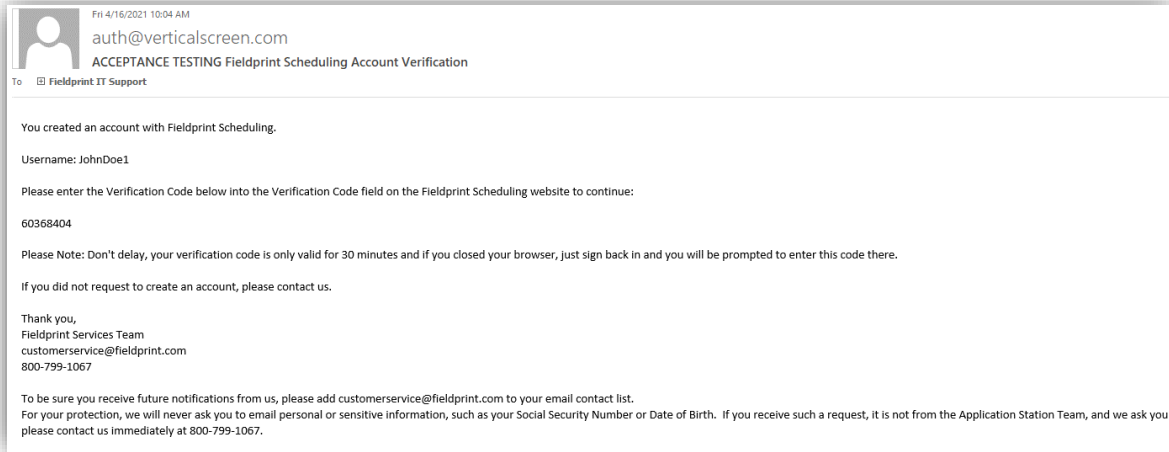 Fri 4/16/2021 10:04 AM
auth@verticalscreen.com
ACCEPTANCE TESTING Fieldprint Scheduling Account Verification
To Fieldprint IT Support
You created an account with Fieldprint Scheduling.
Username: JohnDoe1
Please enter the Verification Code below into the Verification Code field on the Fieldprint Scheduling website to continue:
60368404
Please Note: Don't delay, your verification code is only valid for 30 minutes and if you closed your browser, just sign back in and you will be prompted to enter this code there.
If you did not request to create an account, please contact us.
Thank you,
Fieldprint Services Team
customerservice@fieldprint.com
800-799-1067
To be sure you receive future notifications from us, please add customerservice@fieldprint.com to your email contact list.
For your protection, we will never ask you to email personal or sensitive information, such as your Social Security Number or Date of Birth.  If you receive such a request, it is not from the Application Station Team, and we ask you
please contact us immediately at 800-799-1067.